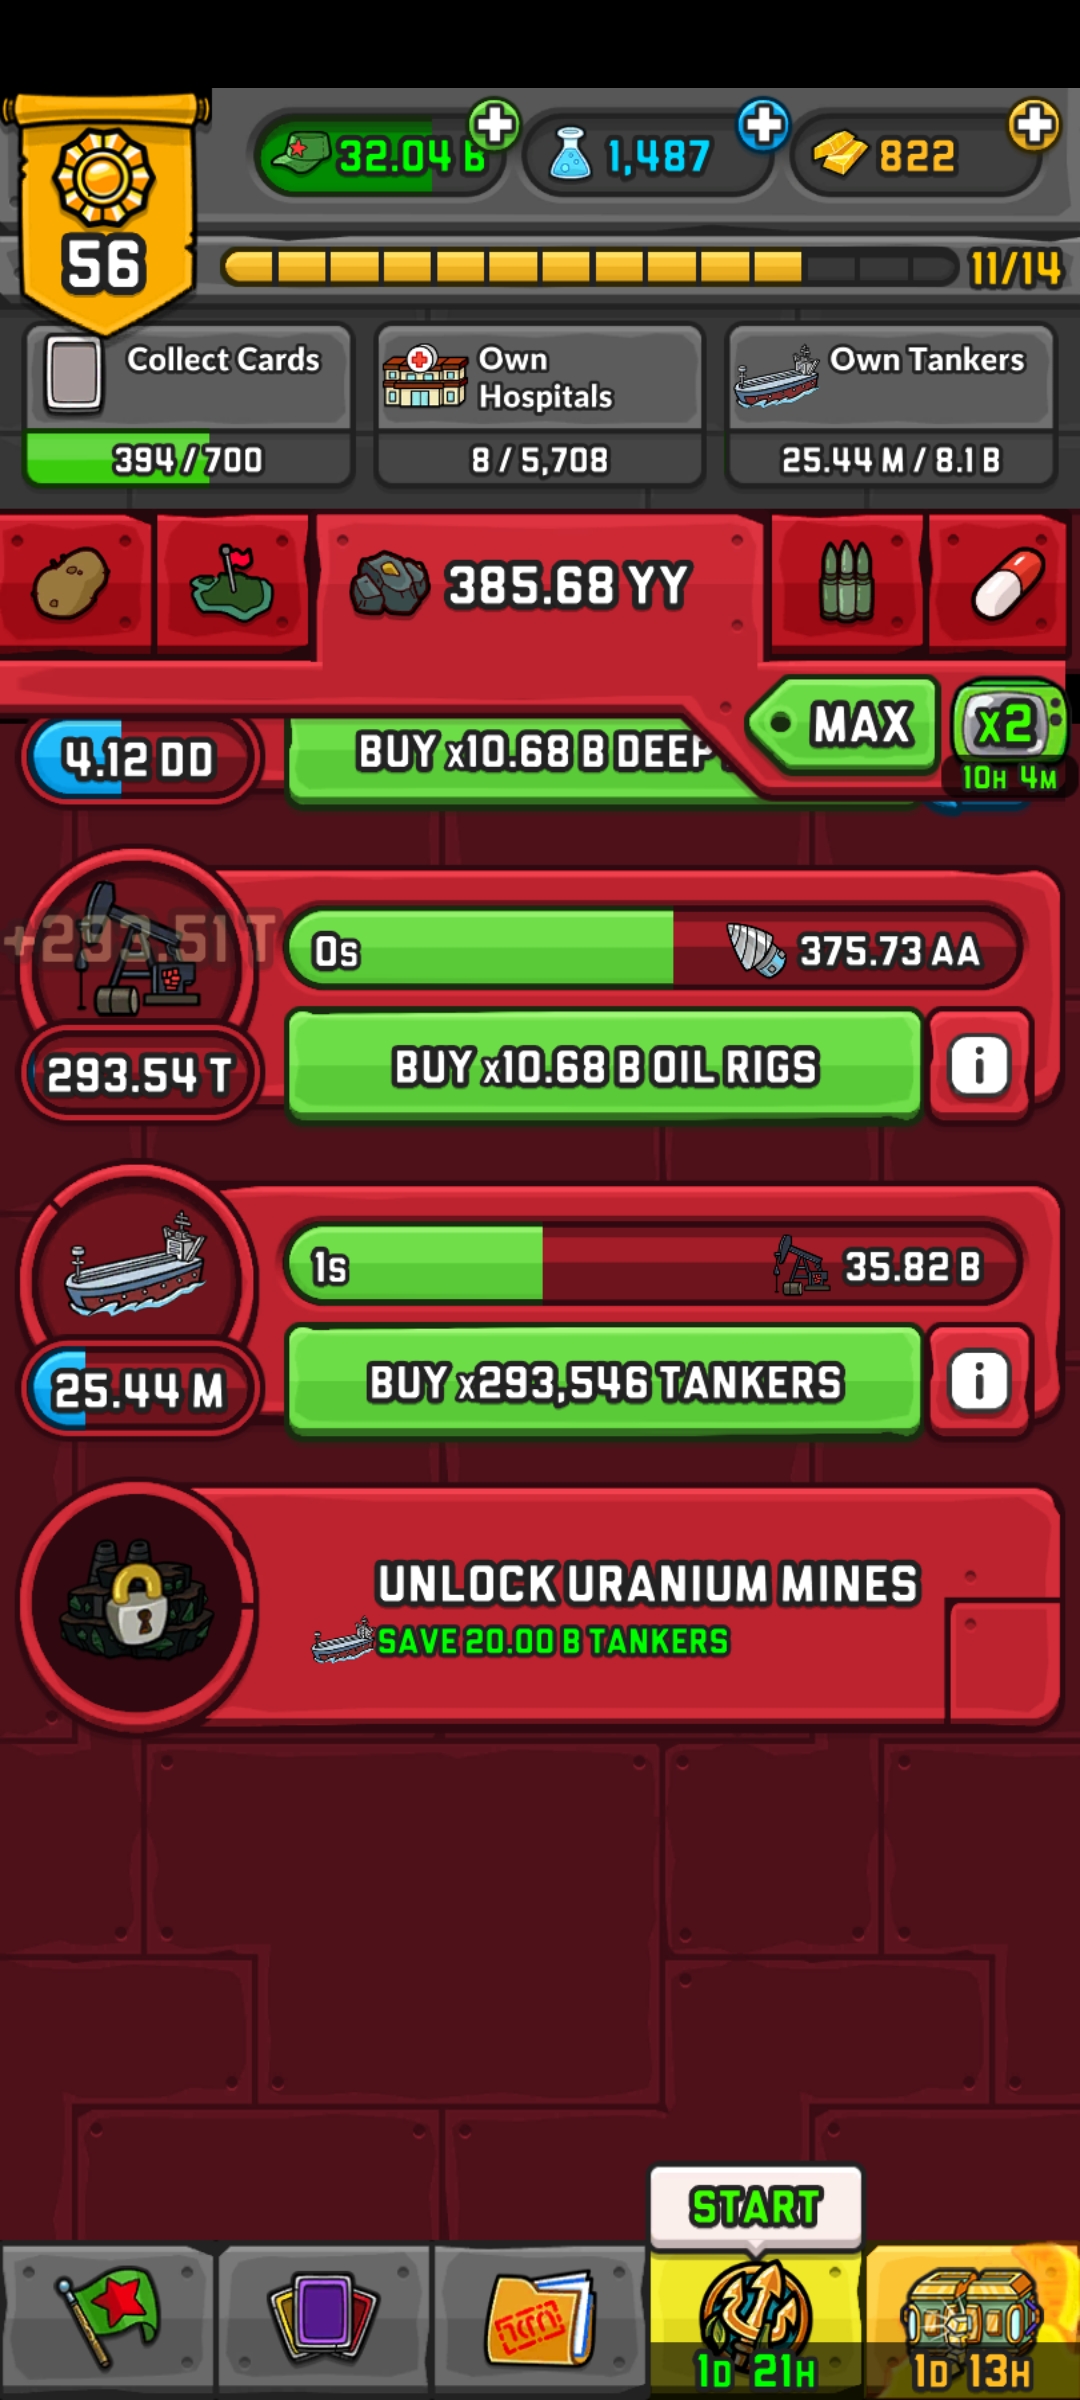 32.04 B
1,487
822
56
11/14
Collect Cards
394/700
Own
Hospitals
8/5,708
Own Tankers
25.44 M/8.1 B
385.68 YY
MAX
x2
10H 4M
4.12 DD
BUY x10.68 B DEEP
+293.51 T
0s
375.73 AA
293.54 T
BUY x10.68 B OIL RIGS
i
1s
35.82 B
25.44 M
BUY x293,546 TANKERS
i
UNLOCK URANIUM MINES
SAVE 20.00 B TANKERS
START
1D 21H
1D 13H